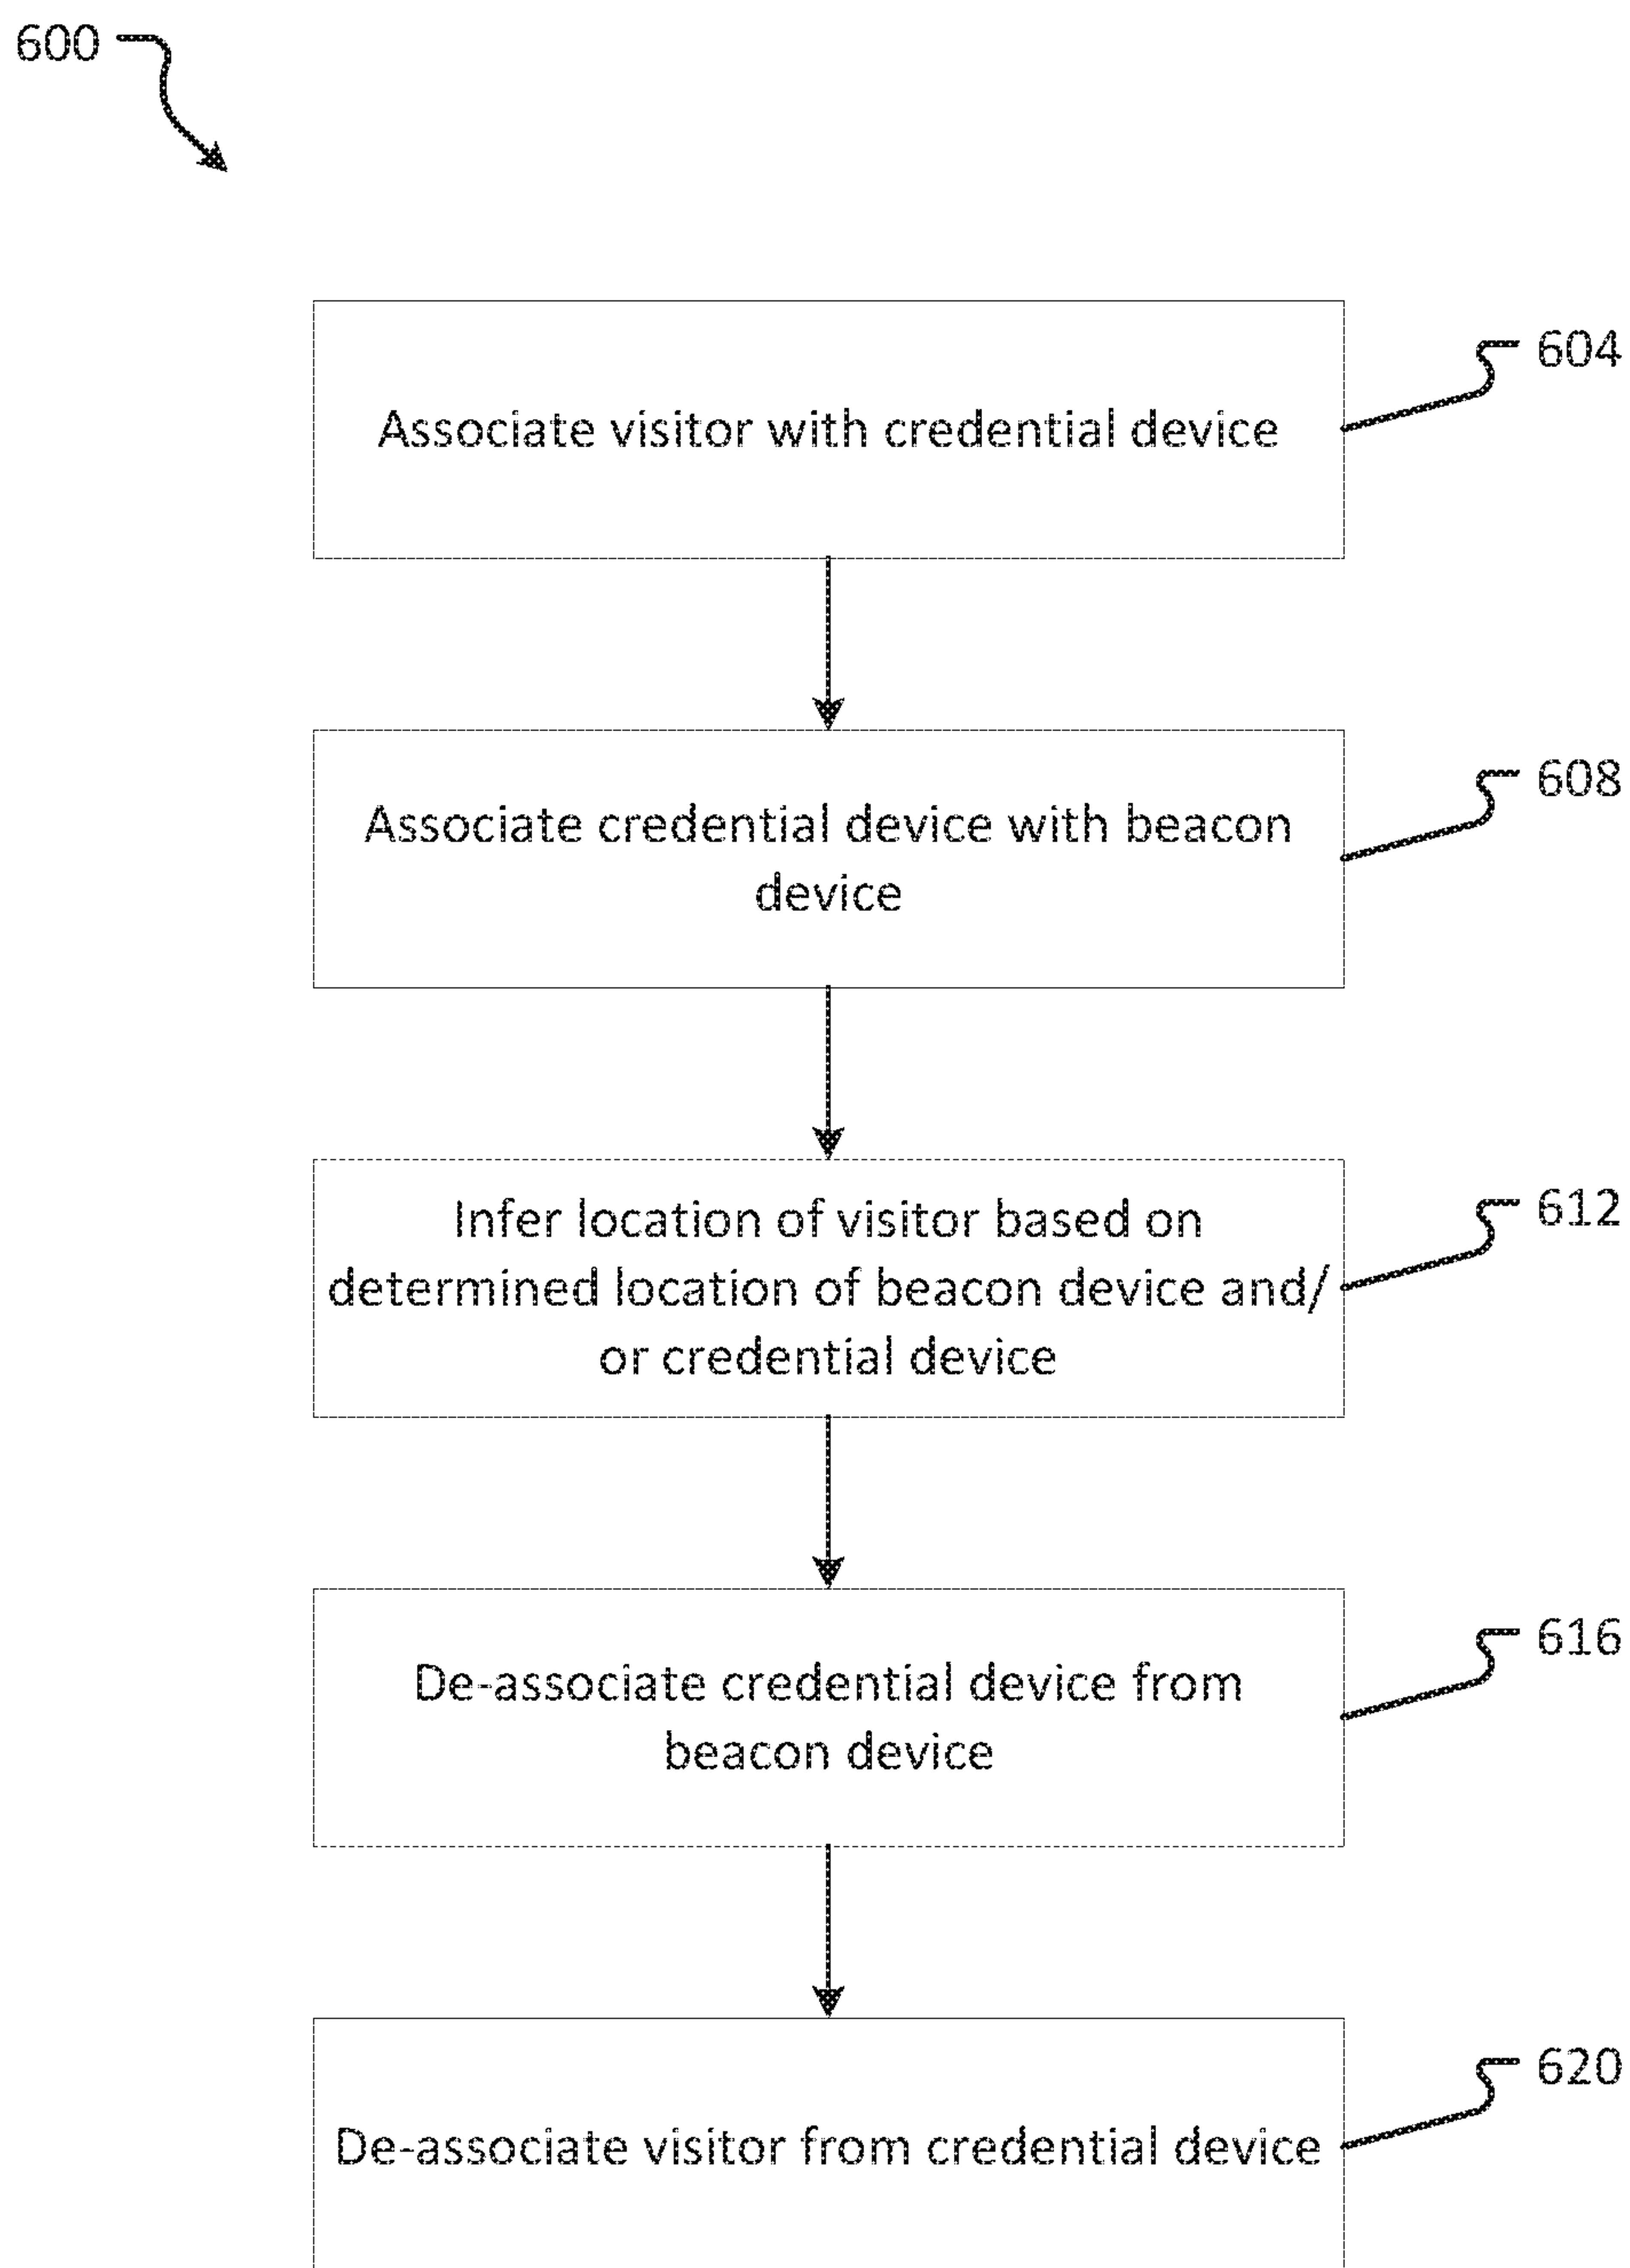 600
604
Associate visitor with credential device
608
Associate credential device with beacon
device
612
Infer location of visitor based on
determined location of beacon device and/
or credential device
616
De-associate credential device from
beacon device
620
De-associate visitor from credential device